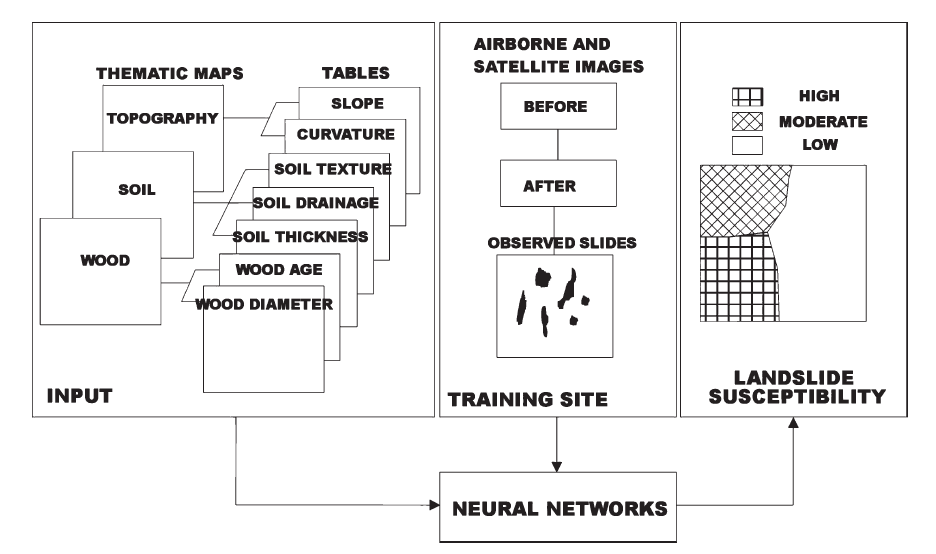 THEMATIC MAPS
TOPOGRAPHY
SOIL
WOOD
TABLES
SLOPE
CURVATURE
SOIL TEXTURE
SOIL DRAINAGE
SOIL THICKNESS
WOOD AGE
WOOD DIAMETER
INPUT
AIRBORNE AND
SATELLITE IMAGES
BEFORE
AFTER
OBSERVED SLIDES
TRAINING SITE
HIGH
MODERATE
LOW
LANDSLIDE
SUSCEPTIBILITY
NEURAL NETWORKS